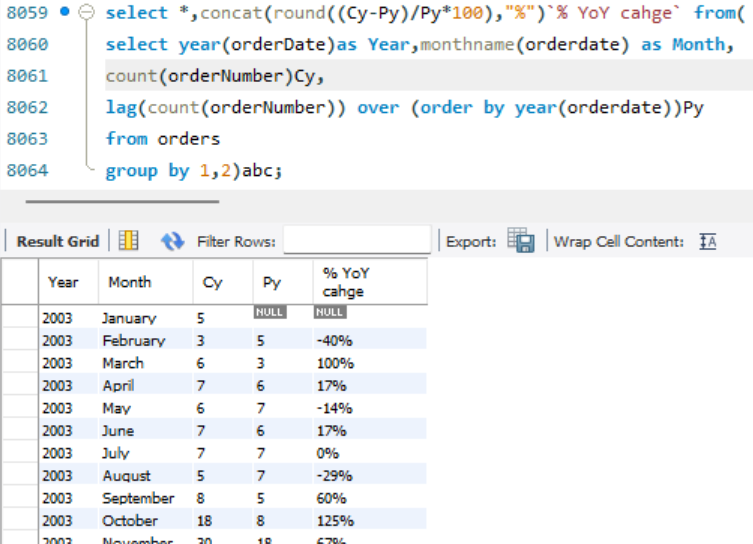 8059 select *,concat(round((Cy-Py)/Py*100),"%")`% YoY cahge` from(
8060 select year(orderDate)as Year,monthname(orderdate) as Month,
8061 count(orderNumber)Cy,
8062 lag(count(orderNumber)) over (order by year(orderdate))Py
8063 from orders
8064 group by 1,2)abc;
Result Grid Filter Rows: Export: Wrap Cell Content: IA
Year Month Cy Py % YoY cahge
2003 January 5 NULL NULL
2003 February 3 5 -40%
2003 March 6 3 100%
2003 April 7 6 17%
2003 May 6 7 -14%
2003 June 7 6 17%
2003 July 7 7 0%
2003 August 5 7 -29%
2003 September 8 5 60%
2003 October 18 8 125%
2003 November 30 18 67%